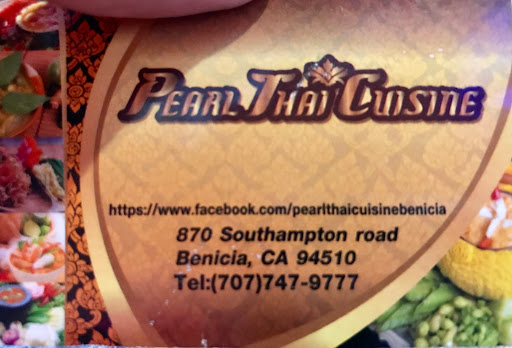 PEARL THAI CUISINE
https://www.facebook.com/pearlthaicuisinebenicia
870 Southampton road
Benicia, CA 94510
Tel:(707)747-9777